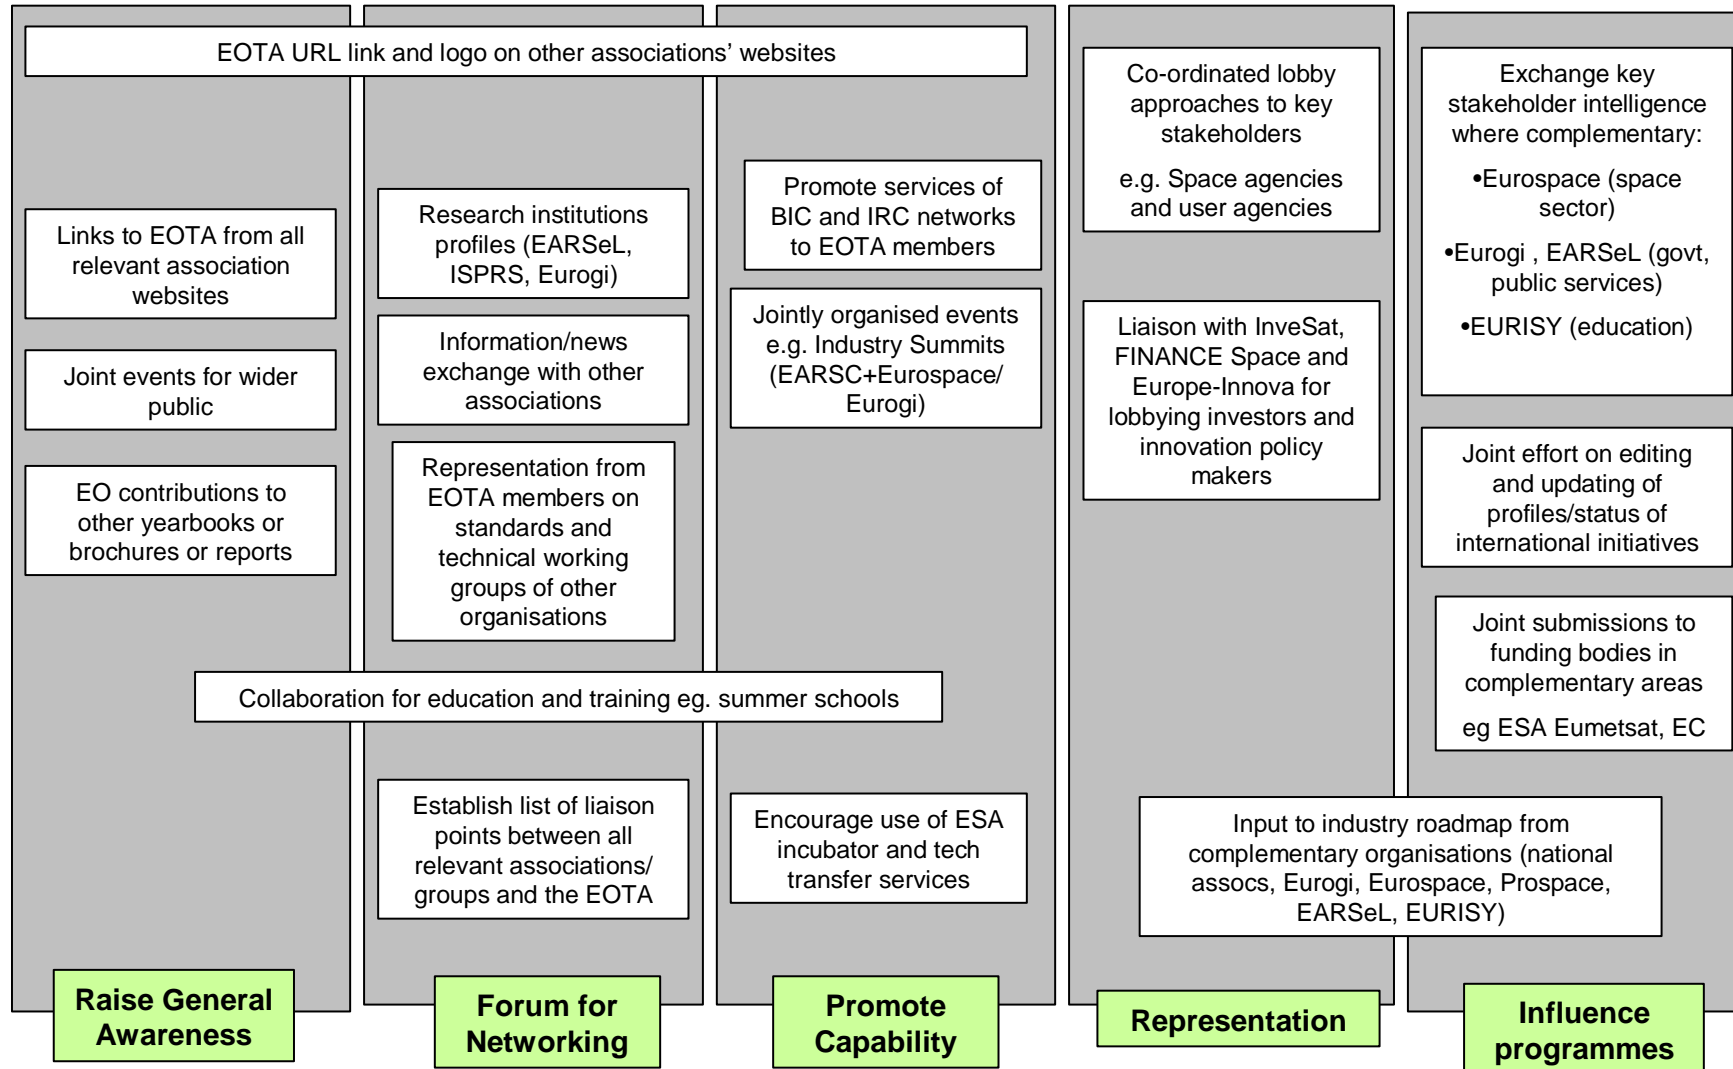 EOTA URL link and logo on other associations' websites
Links to EOTA from all
relevant association
websites
Joint events for wider
public
EO contributions to
other yearbooks or
brochures or reports
Research institutions
profiles (EARSeL,
ISPRS, Eurogi)
Information/news
exchange with other
associations
Representation from
EOTA members on
standards and
technical working
groups of other
organisations
Promote services of
BIC and IRC networks
to EOTA members
Jointly organised events
e.g. Industry Summits
(EARSC+Eurospace/
Eurogi)
Collaboration for education and training eg. summer schools
Establish list of liaison
points between all
relevant associations/
groups and the EOTA
Encourage use of ESA
incubator and tech
transfer services
Co-ordinated lobby
approaches to key
stakeholders
e.g. Space agencies
and user agencies
Liaison with InveSat,
FINANCE Space and
Europe-Innova for
lobbying investors and
innovation policy
makers
Exchange key
stakeholder intelligence
where complementary:
•Eurospace (space
sector)
•Eurogi , EARSeL (govt,
public services)
•EURISY (education)
Joint effort on editing
and updating of
profiles/status of
international initiatives
Joint submissions to
funding bodies in
complementary areas
eg ESA Eumetsat, EC
Input to industry roadmap from
complementary organisations (national
assocs, Eurogi, Eurospace, Prospace,
EARSeL, EURISY)
Raise General
Awareness
Forum for
Networking
Promote
Capability
Representation
Influence
programmes